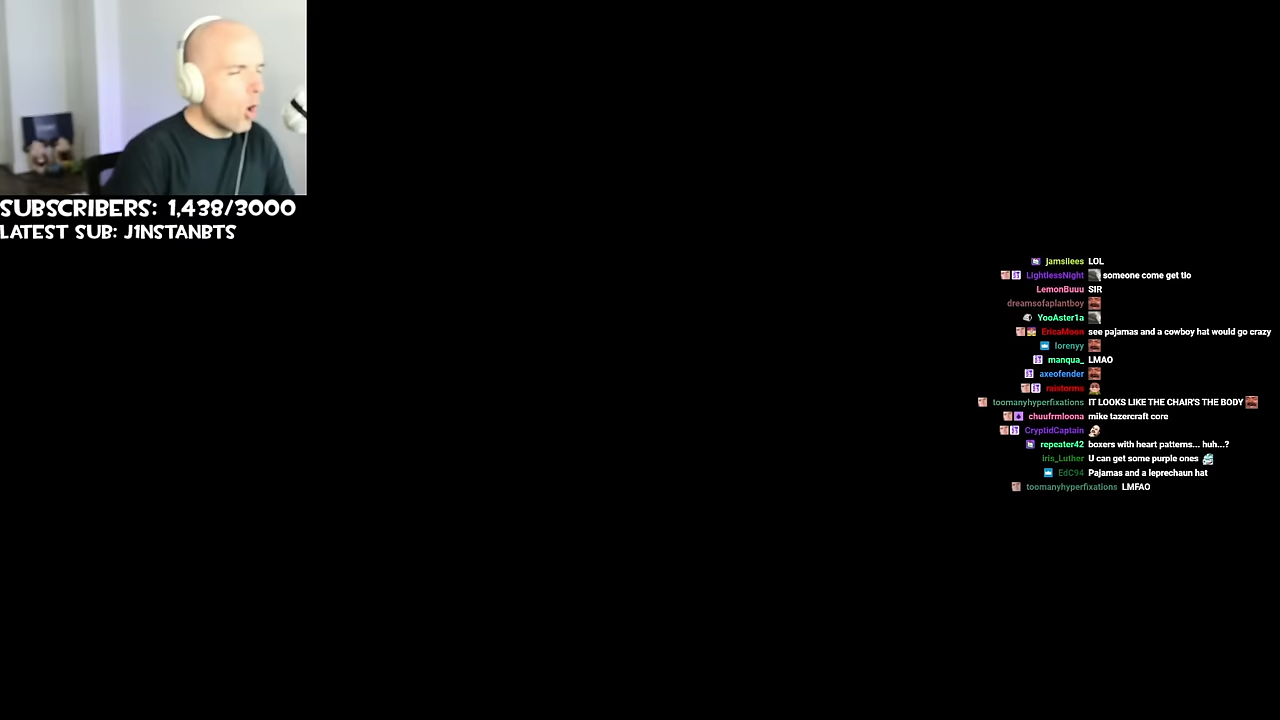 SUBSCRIBERS: 1,438/3000
LATEST SUB: J1NSTANBTS
jamsilees LOL
LightlessNight someone come get tio
LemonBuuu SIR
dreamsofaplantboy
YooAster1a
EricaMoon see pajamas and a cowboy hat would go crazy
lorenyy
manqua_ LMAO
axeofender
raistorms
toomanyhyperfixations IT LOOKS LIKE THE CHAIR'S THE BODY
chuufrmloona mike tazercraft core
CryptidCaptain
repeater42 boxers with heart patterns... huh...?
iris_Luther U can get some purple ones
EdC94 Pajamas and a leprechaun hat
toomanyhyperfixations LMFAO